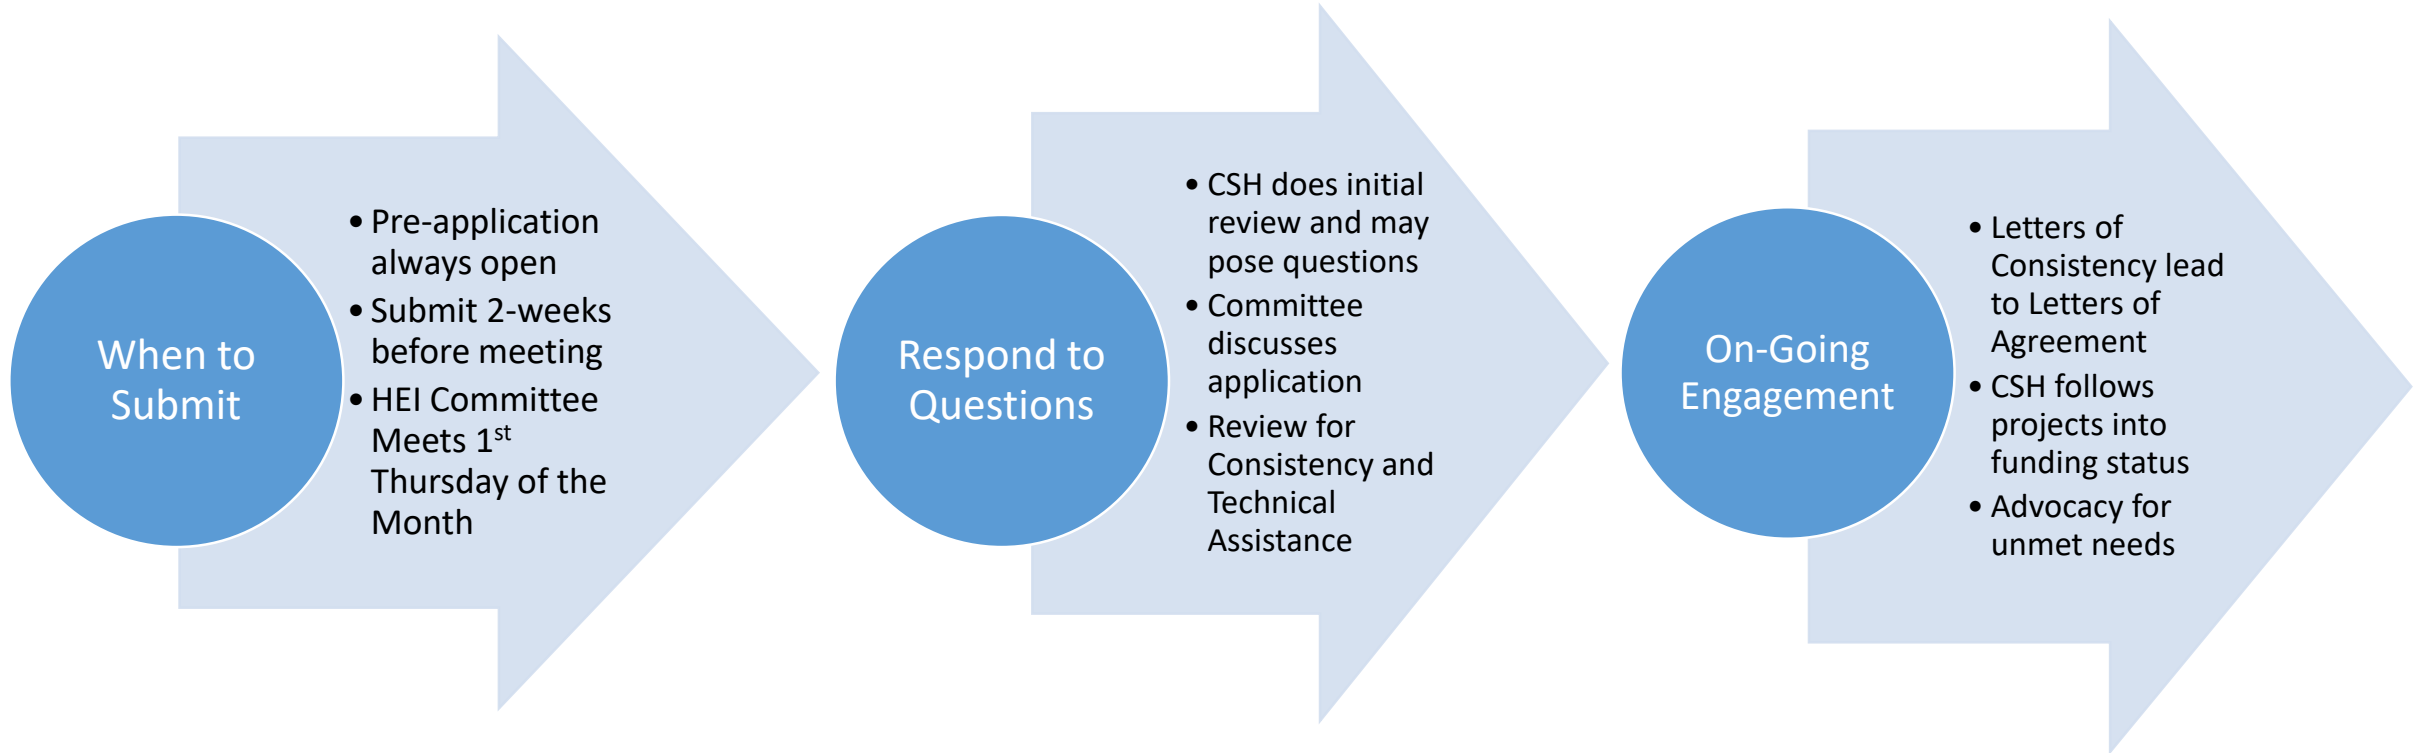 When to
Submit
• Pre-application
always open
• Submit 2-weeks
before meeting
• HEI Committee
Meets 1st
Thursday of the
Month
Respond to
Questions
• CSH does initial
review and may
pose questions
• Committee
discusses
application
• Review for
Consistency and
Technical
Assistance
On-Going
Engagement
• Letters of
Consistency lead
to Letters of
Agreement
• CSH follows
projects into
funding status
• Advocacy for
unmet needs